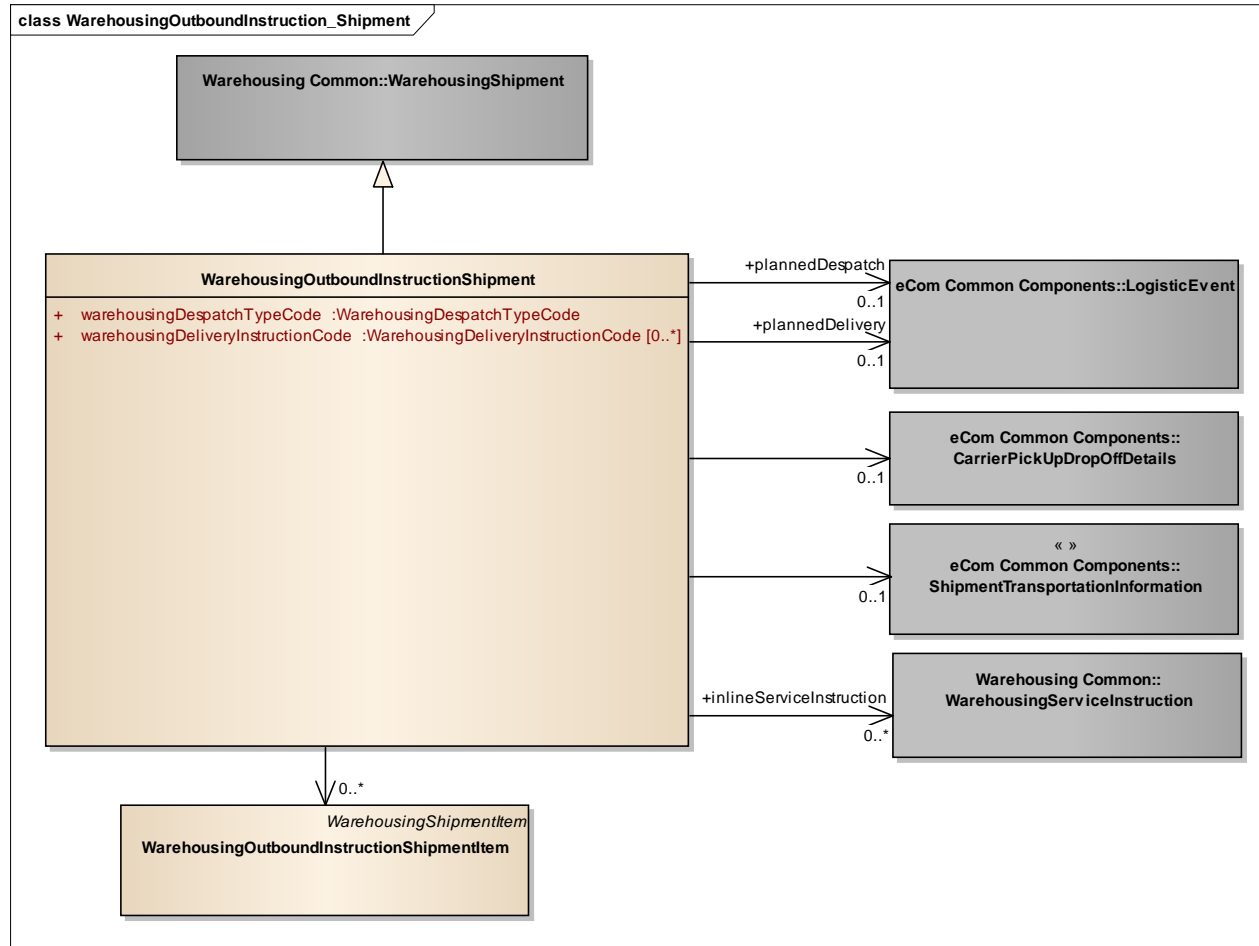 class WarehousingOutboundInstruction_Shipment
Warehousing Common::WarehousingShipment
WarehousingOutboundInstructionShipment
+ warehousingDespatchTypeCode :WarehousingDespatchTypeCode
+ warehousingDeliveryInstructionCode :WarehousingDeliveryInstructionCode [0..*]
+plannedDespatch
0..1
+plannedDelivery
0..1
eCom Common Components::LogisticEvent
0..1
eCom Common Components::
CarrierPickUpDropOffDetails
0..1
« »
eCom Common Components::
ShipmentTransportationInformation
+inlineServiceInstruction
0..*
Warehousing Common::
WarehousingServiceInstruction
0..*
WarehousingShipmentItem
WarehousingOutboundInstructionShipmentItem